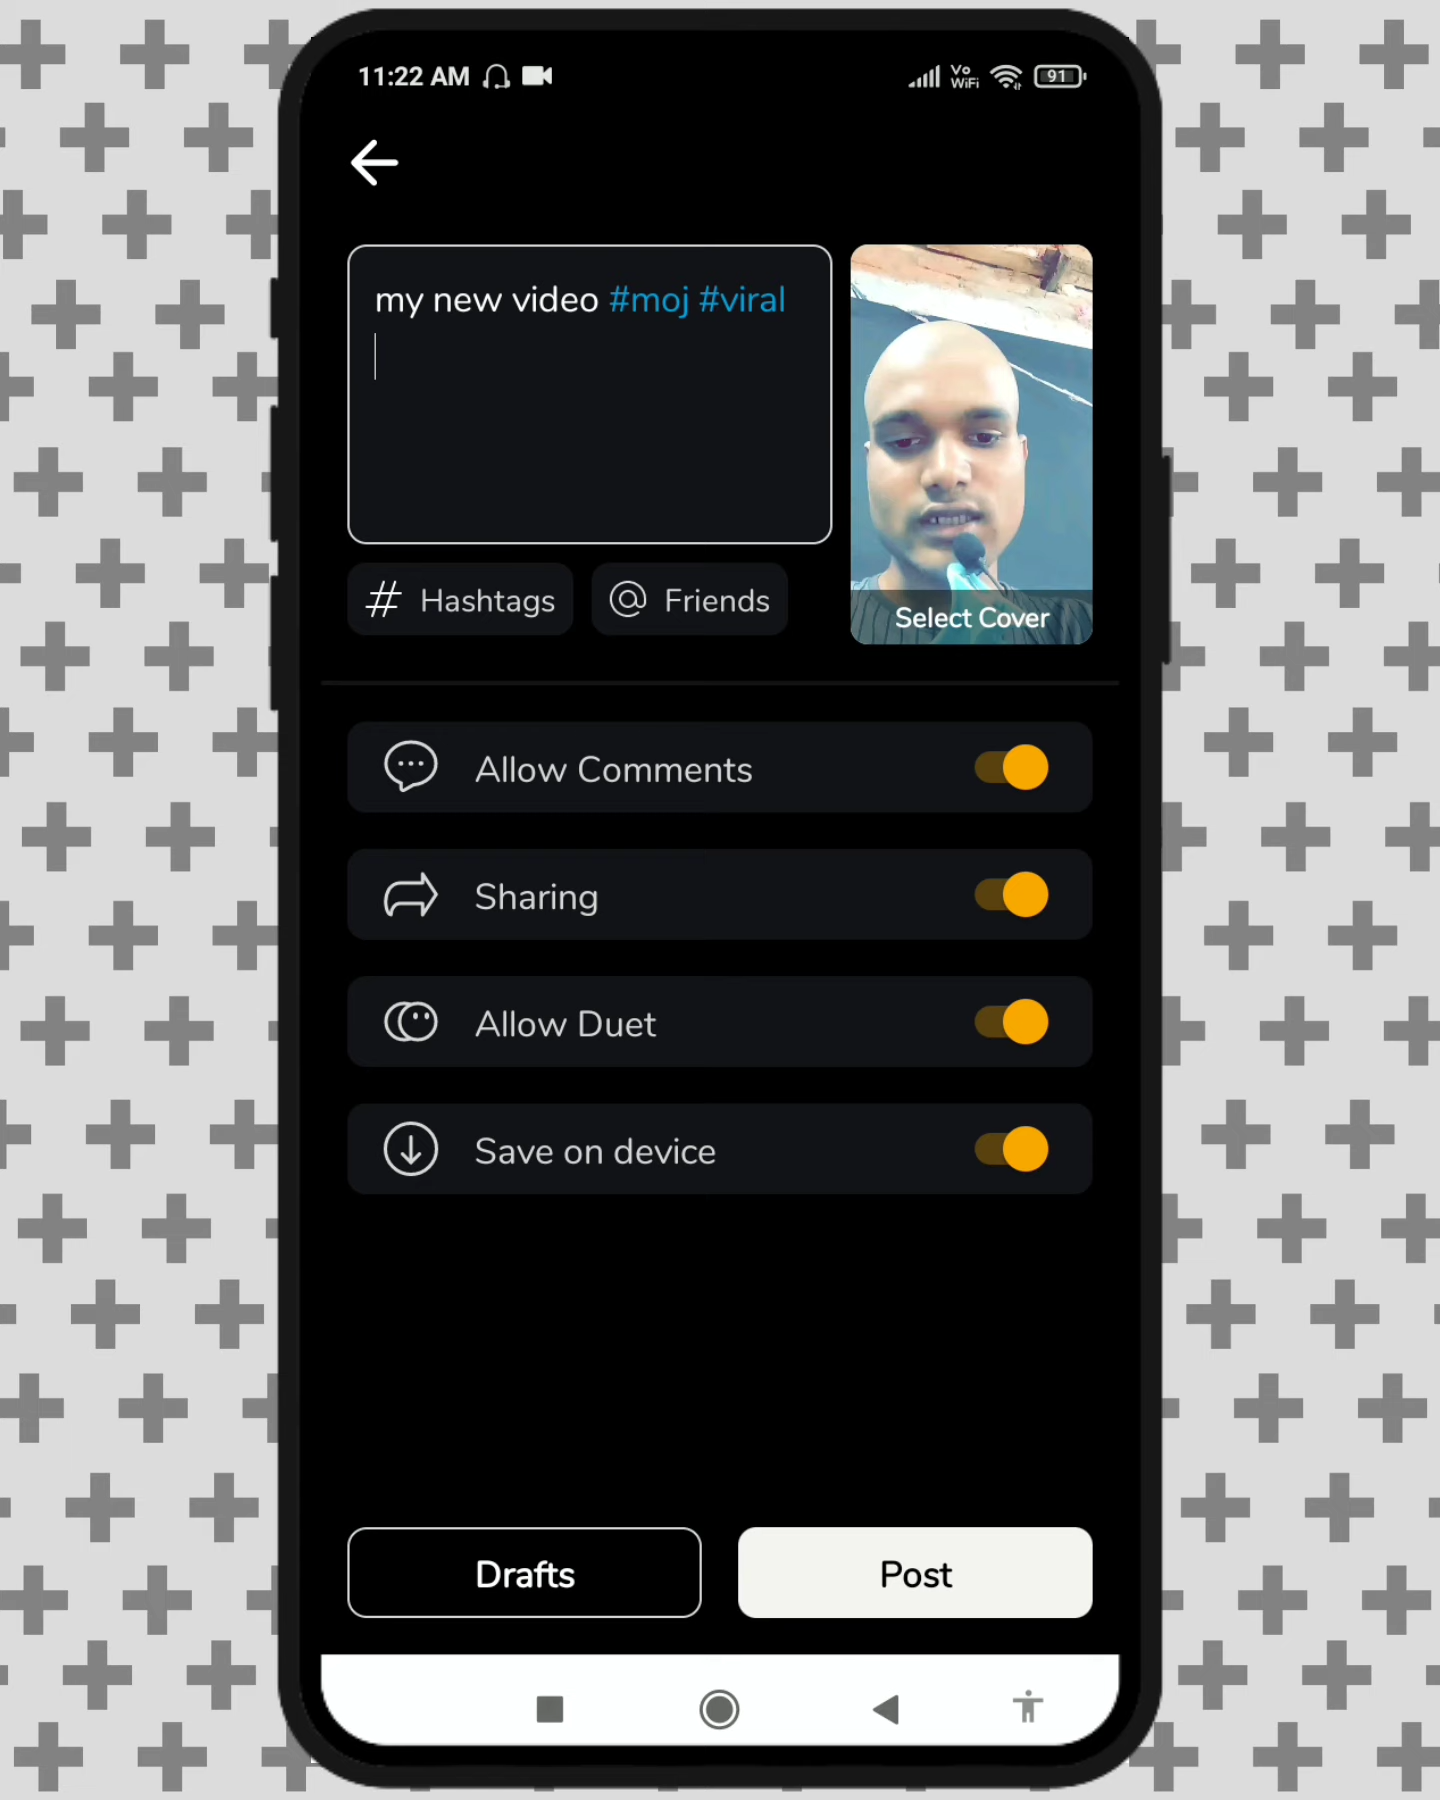 11:22 AM
Vo
WiFi
91
my new video #moj #viral
# Hashtags
@ Friends
Select Cover
Allow Comments
Sharing
Allow Duet
Save on device
Drafts
Post